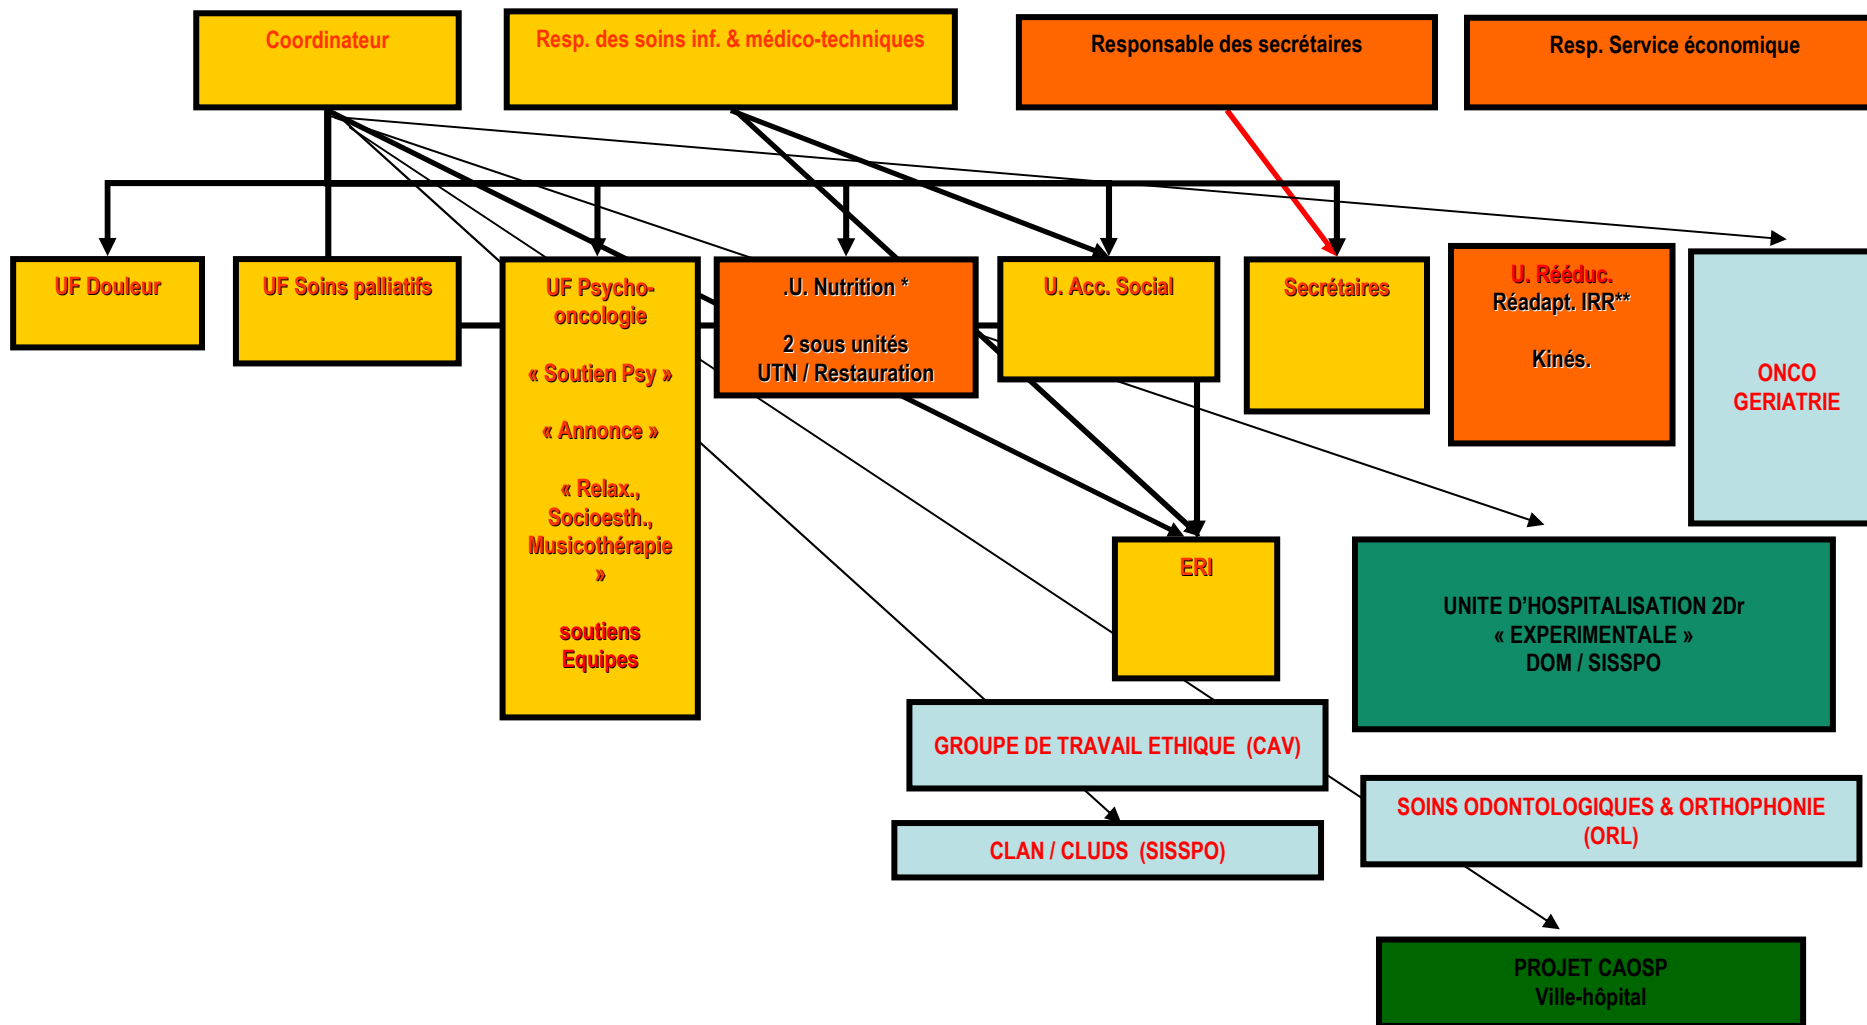 Coordinateur
Resp. des soins inf. & médico-techniques
Responsable des secrétaires
Resp. Service économique
UF Douleur
UF Soins palliatifs
UF Psycho-
oncologie
« Soutien Psy »
« Annonce »
« Relax.,
Socioesth.,
Musicothérapie
»
soutiens
Equipes
.U. Nutrition *
2 sous unités
UTN / Restauration
U. Acc. Social
Secrétaires
U. Rééduc.
Réadapt. IRR**
Kinés.
ONCO
GERIATRIE
ERI
UNITE D’HOSPITALISATION 2Dr
« EXPERIMENTALE »
DOM / SISSPO
GROUPE DE TRAVAIL ETHIQUE (CAV)
CLAN / CLUDS (SISSPO)
SOINS ODONTOLOGIQUES & ORTHOPHONIE
(ORL)
PROJET CAOSP
Ville-hôpital